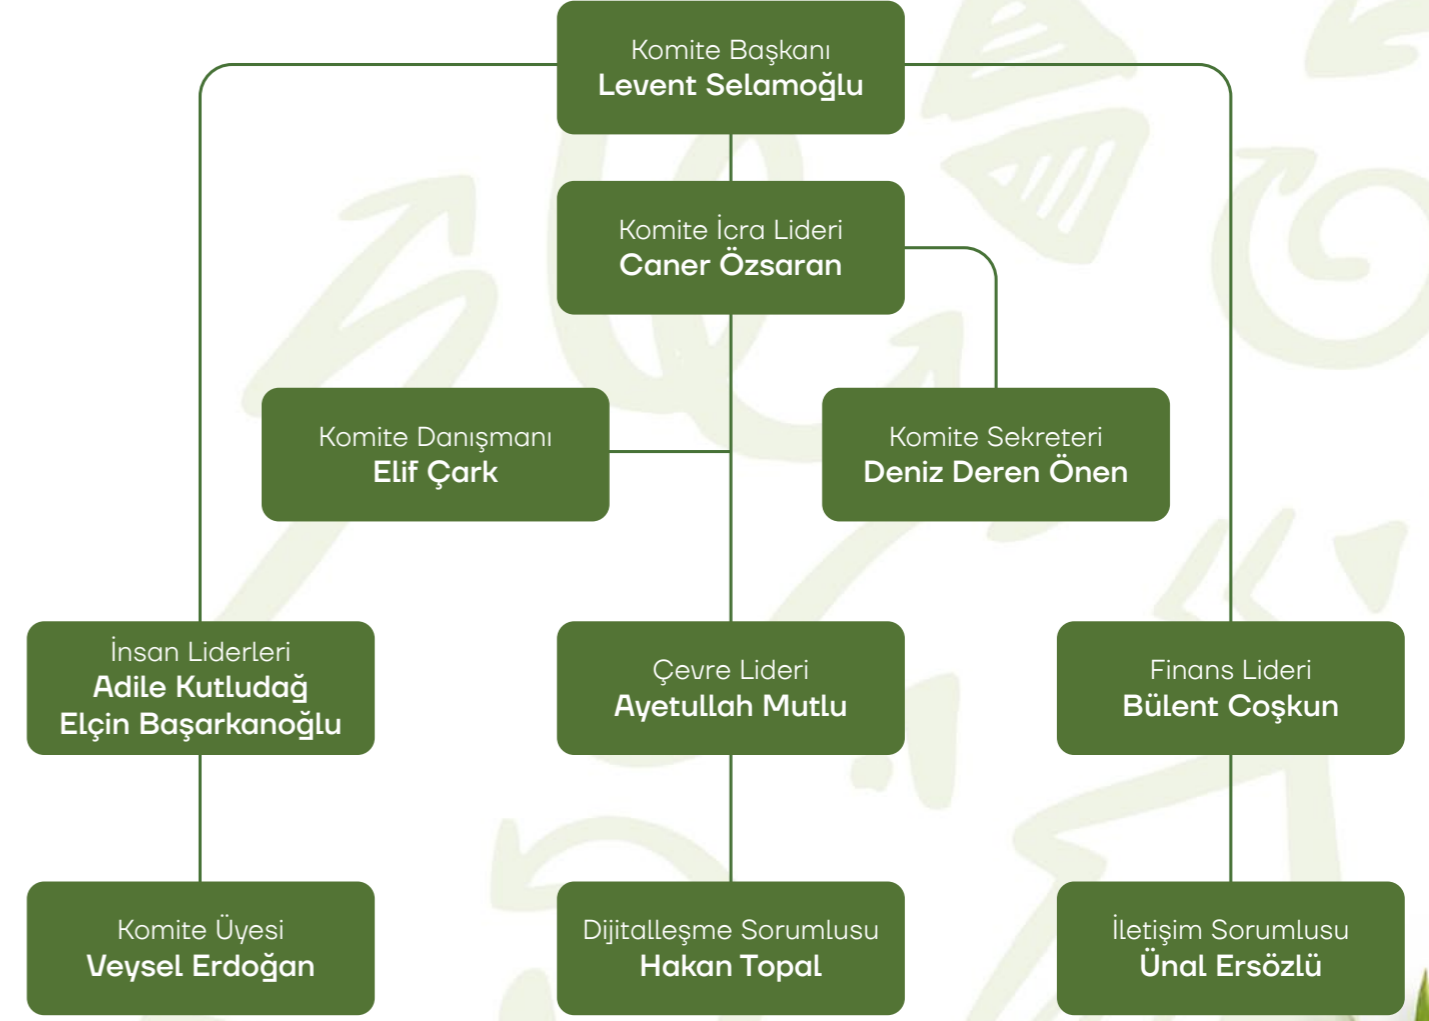 Komite Başkanı
Levent Selamoğlu
Komite İcra Lideri
Caner Özsaran
Komite Danışmanı
Elif Çark
Komite Sekreteri
Deniz Deren Önen
İnsan Liderleri
Adile Kutludağ
Elçin Başarkanoğlu
Çevre Lideri
Ayetullah Mutlu
Finans Lideri
Bülent Coşkun
Komite Üyesi
Veysel Erdoğan
Dijitalleşme Sorumlusu
Hakan Topal
İletişim Sorumlusu
Ünal Ersözlü